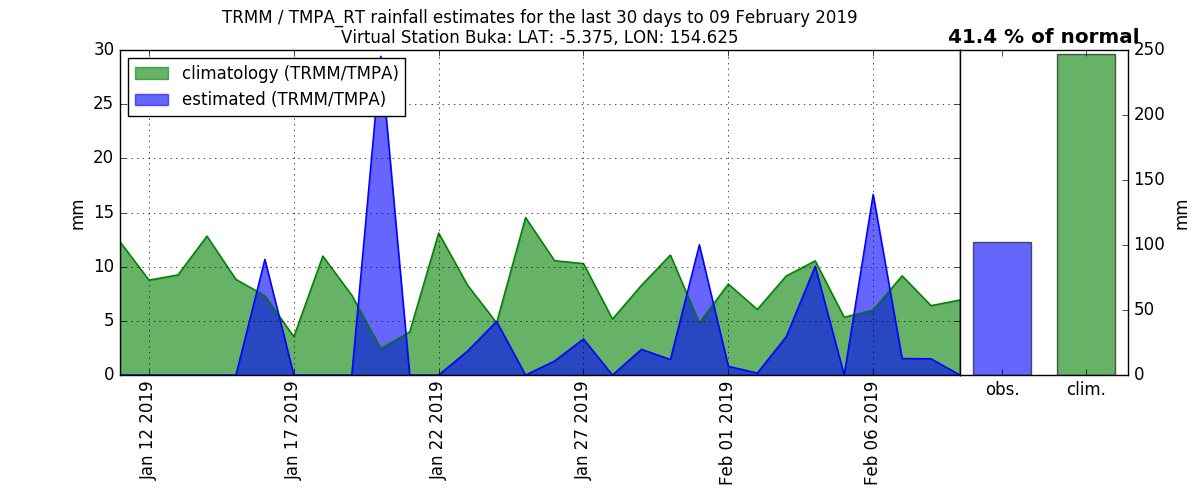 TRMM / TMPA_RT rainfall estimates for the last 30 days to 09 February 2019
Virtual Station Buka: LAT: -5.375, LON: 154.625
41.4 % of normal
climatology (TRMM/TMPA)
estimated (TRMM/TMPA)
30
25
20
15
10
5
0
mm
Jan 12 2019
Jan 17 2019
Jan 22 2019
Jan 27 2019
Feb 01 2019
Feb 06 2019
obs.
clim.
250
200
150
100
50
0
mm